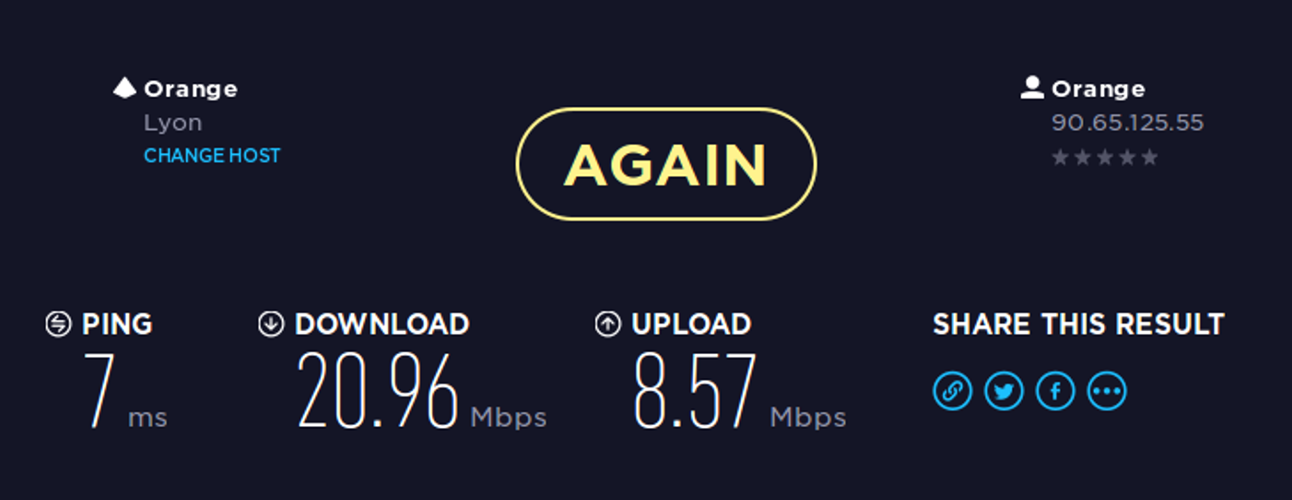 Orange
Lyon
CHANGE HOST
AGAIN
Orange
90.65.125.55
PING
7 ms
DOWNLOAD
20.96 Mbps
UPLOAD
8.57 Mbps
SHARE THIS RESULT